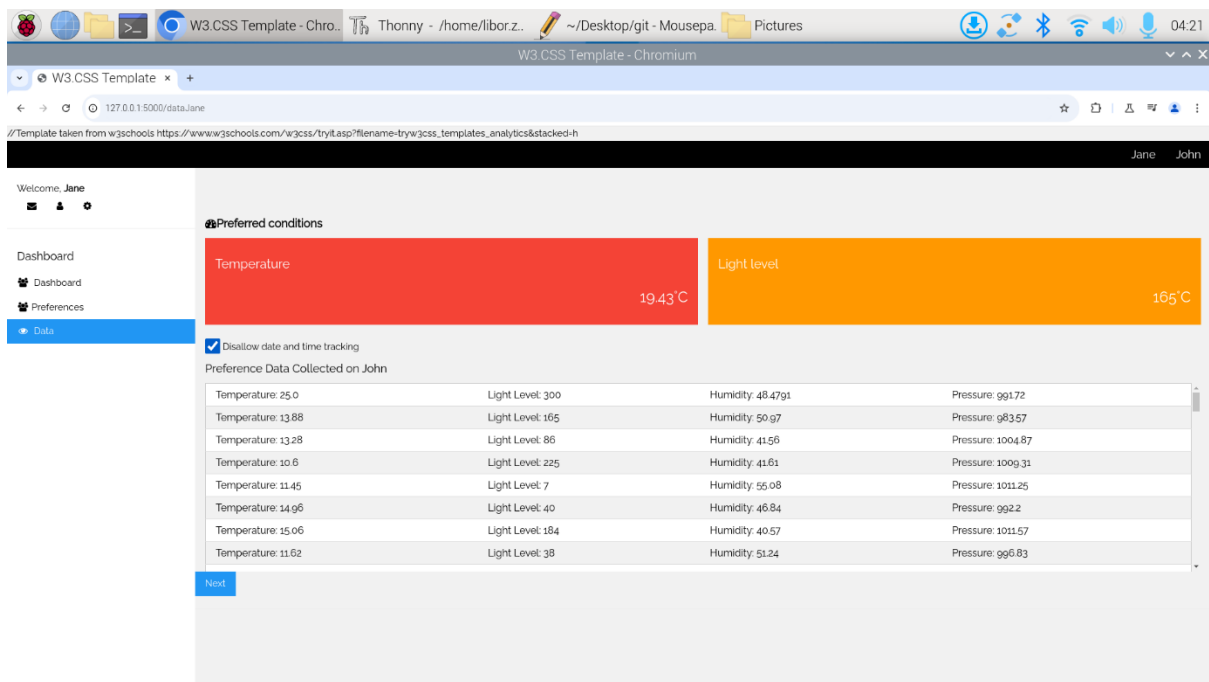 W3.CSS Template - Chro.. Thonny - /home/libor.z.. ~/Desktop/git - Mousepa. Pictures 04:21
W3.CSS Template - Chromium
W3.CSS Template × +
127.0.0.1:5000/dataJane
//Template taken from w3schools https://www.w3schools.com/w3css/tryit.asp?filename=tryw3css_templates_analytics&stacked=h
Jane John
Welcome, Jane
Preferred conditions
Dashboard
Temperature Light level
Dashboard
19.43°C 165°C
Preferences
Data
Disallow date and time tracking
Preference Data Collected on John
Temperature: 25.0 Light Level: 300 Humidity: 48.4791 Pressure: 991.72
Temperature: 13.88 Light Level: 165 Humidity: 50.97 Pressure: 983.57
Temperature: 13.28 Light Level: 86 Humidity: 41.56 Pressure: 1004.87
Temperature: 10.6 Light Level: 225 Humidity: 41.61 Pressure: 1009.31
Temperature: 11.45 Light Level: 7 Humidity: 55.08 Pressure: 1011.25
Temperature: 14.96 Light Level: 40 Humidity: 46.84 Pressure: 992.2
Temperature: 15.06 Light Level: 184 Humidity: 40.57 Pressure: 1011.57
Temperature: 11.62 Light Level: 38 Humidity: 51.24 Pressure: 996.83
Next